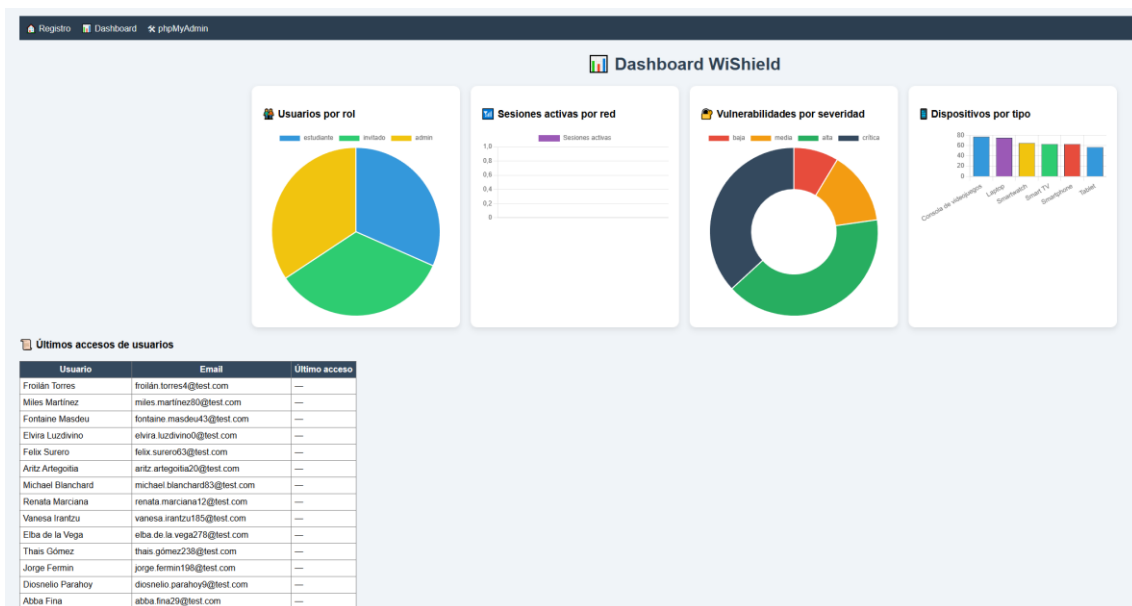 Registro Dashboard phpMyAdmin
Dashboard WiShield
Usuarios por rol
estudiante invitado admin
Sesiones activas por red
Sesiones activas
1,0
0,8
0,6
0,4
0,2
0
Vulnerabilidades por severidad
baja media alta crítica
Dispositivos por tipo
80
60
40
20
0
Consola de videojuegos Laptop Smartwatch Smart TV Smartphone Tablet
Últimos accesos de usuarios
Usuario Email Último acceso
Froilán Torres froilán.torres4@test.com —
Miles Martínez miles.martínez80@test.com —
Fontaine Masdeu fontaine.masdeu43@test.com —
Elvira Luzdivino elvira.luzdivino0@test.com —
Felix Surero felix.surero63@test.com —
Aritz Artegoitia aritz.artegoitia20@test.com —
Michael Blanchard michael.blanchard83@test.com —
Renata Marciana renata.marciana12@test.com —
Vanesa Irantzu vanesa.irantzu185@test.com —
Elba de la Vega elba.de.la.vega278@test.com —
Thais Gómez thais.gómez238@test.com —
Jorge Fermin jorge.fermin198@test.com —
Diosnelio Parahoy diosnelio.parahoy9@test.com —
Abba Fina abba.fina29@test.com —